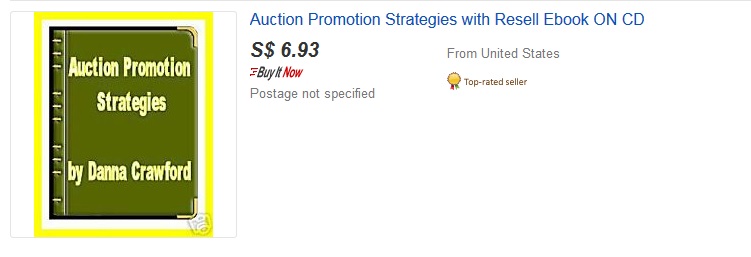 Auction Promotion
Strategies
by Danna Crawford
Auction Promotion Strategies with Resell Ebook ON CD
S$ 6.93
Buy It Now
Postage not specified
From United States
Top-rated seller